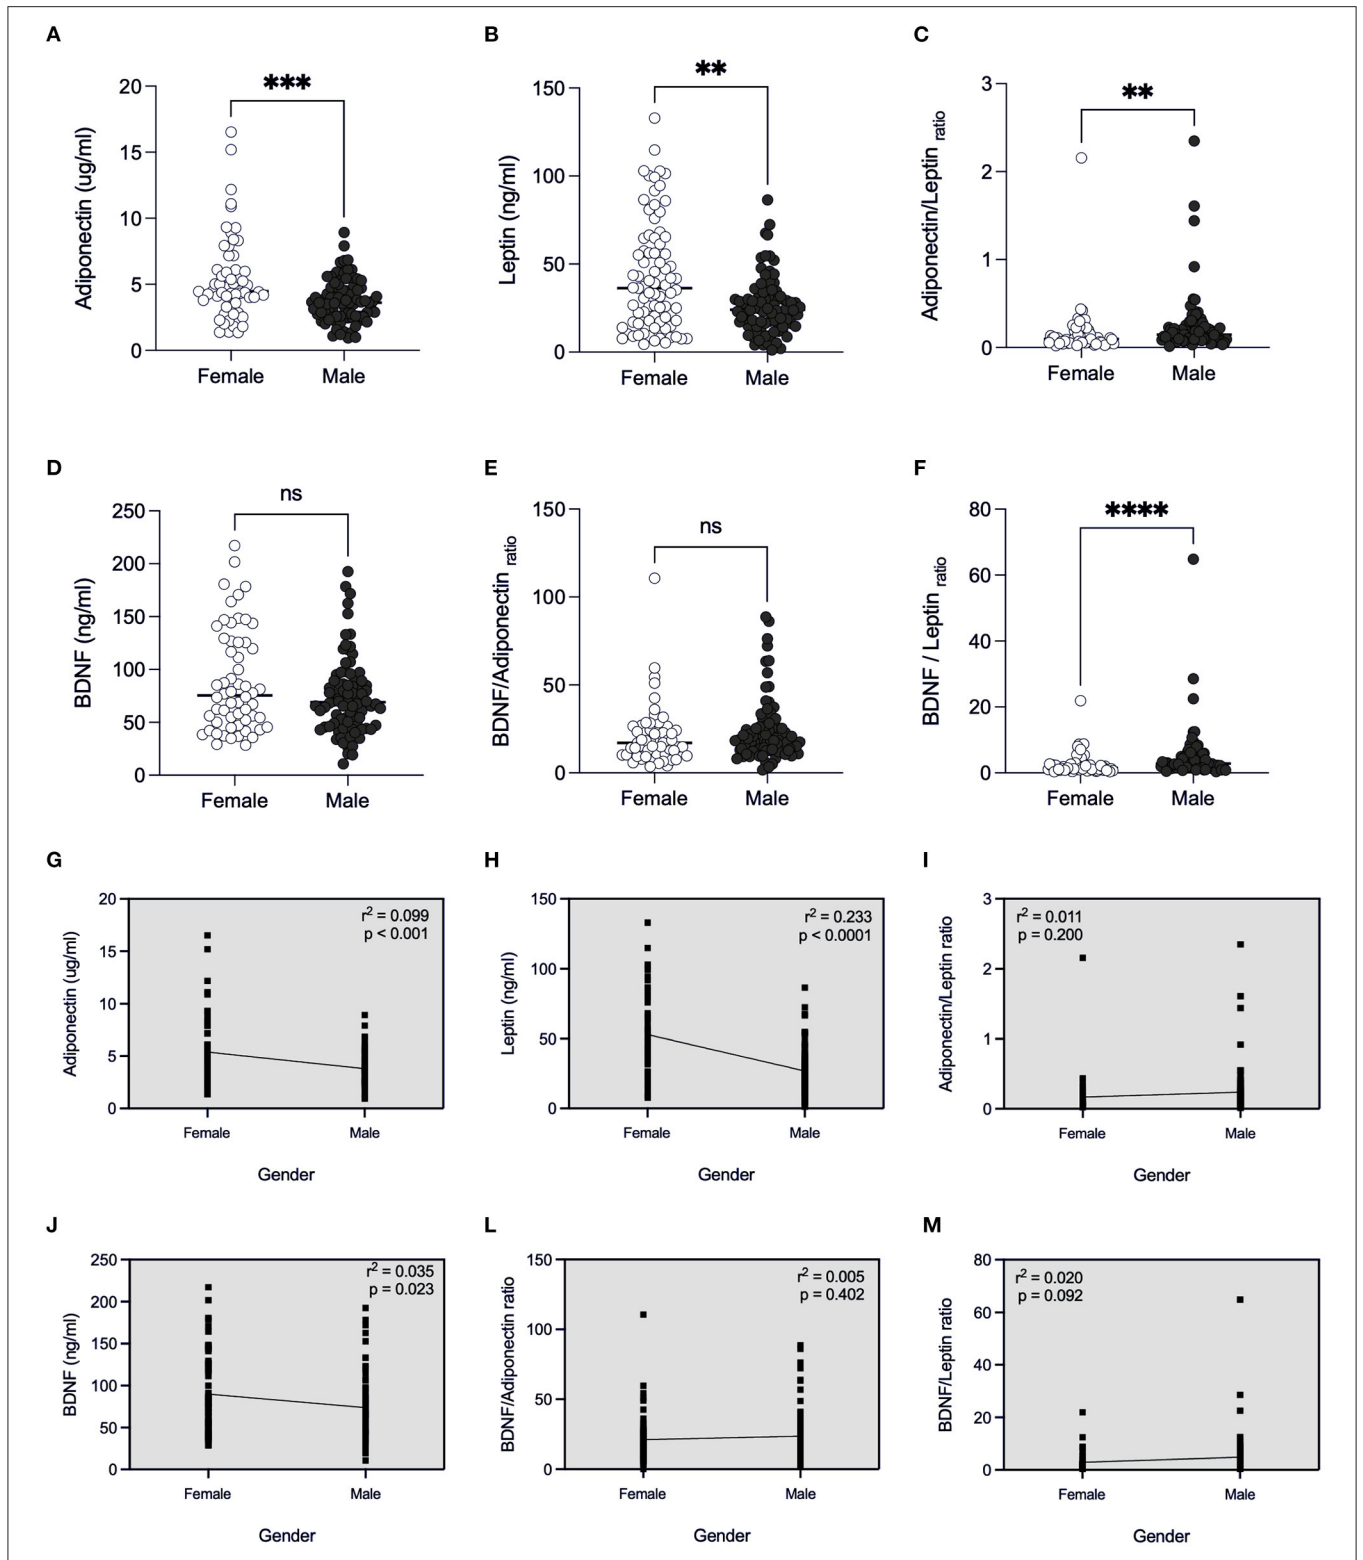 A
Adiponectin (ug/ml)
20
15
10
5
0
***
Female
Male
B
Leptin (ng/ml)
150
100
50
0
**
Female
Male
C
Adiponectin/Leptin ratio
3
2
1
0
**
Female
Male
D
BDNF (ng/ml)
250
200
150
100
50
0
ns
Female
Male
E
BDNF/Adiponectin ratio
150
100
50
0
ns
Female
Male
F
BDNF / Leptin ratio
80
60
40
20
0
****
Female
Male
G
Adiponectin (ug/ml)
20
15
10
5
0
r² = 0.099
p < 0.001
Female
Male
Gender
H
Leptin (ng/ml)
150
100
50
0
r² = 0.233
p < 0.0001
Female
Male
Gender
I
Adiponectin/Leptin ratio
3
2
1
0
r² = 0.011
p = 0.200
Female
Male
Gender
J
BDNF (ng/ml)
250
200
150
100
50
0
r² = 0.035
p = 0.023
Female
Male
Gender
L
BDNF/Adiponectin ratio
150
100
50
0
r² = 0.005
p = 0.402
Female
Male
Gender
M
BDNF/Leptin ratio
80
60
40
20
0
r² = 0.020
p = 0.092
Female
Male
Gender